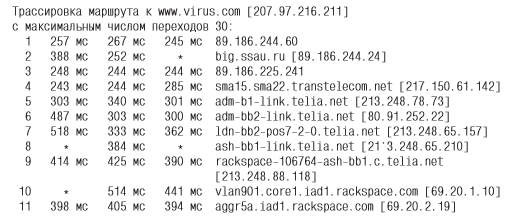 Трассировка маршрута к www.virus.com [207.97.216.211]
с максимальным числом переходов 30:
1 257 мс 267 мс 245 мс 89.186.244.60
2 388 мс 252 мс * big.ssau.ru [89.186.244.24]
3 248 мс 244 мс 244 мс 89.186.225.241
4 243 мс 244 мс 285 мс sma15.sma22.transtelecom.net [217.150.61.142]
5 303 мс 340 мс 301 мс adm-b1-link.telia.net [213.248.78.73]
6 487 мс 303 мс 300 мс adm-bb2-link.telia.net [80.91.252.22]
7 518 мс 333 мс 362 мс ldn-bb2-pos7-2-0.telia.net [213.248.65.157]
8 * 384 мс * ash-bb1-link.telia.net [21`3.248.65.210]
9 414 мс 425 мс 390 мс rackspace-106764-ash-bb1.c.telia.net
[213.248.88.118]
10 * 514 мс 441 мс vlan901.core1.iad1.rackspace.com [69.20.1.10]
11 398 мс 405 мс 394 мс aggr5a.iad1.rackspace.com [69.20.2.19]